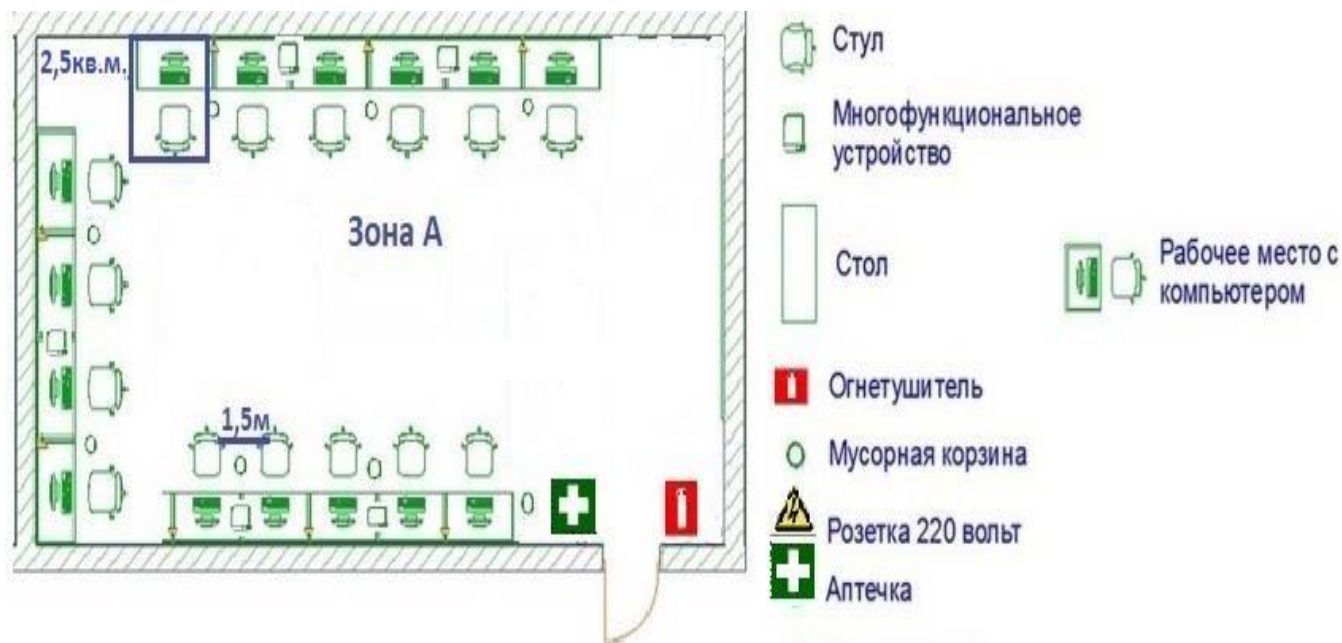 2,5кв.м.
Зона А
1,5м
Стул
Многофункциональное
устройство
Стол
Рабочее место с
компьютером
Огнетушитель
Мусорная корзина
Розетка 220 вольт
Аптечка